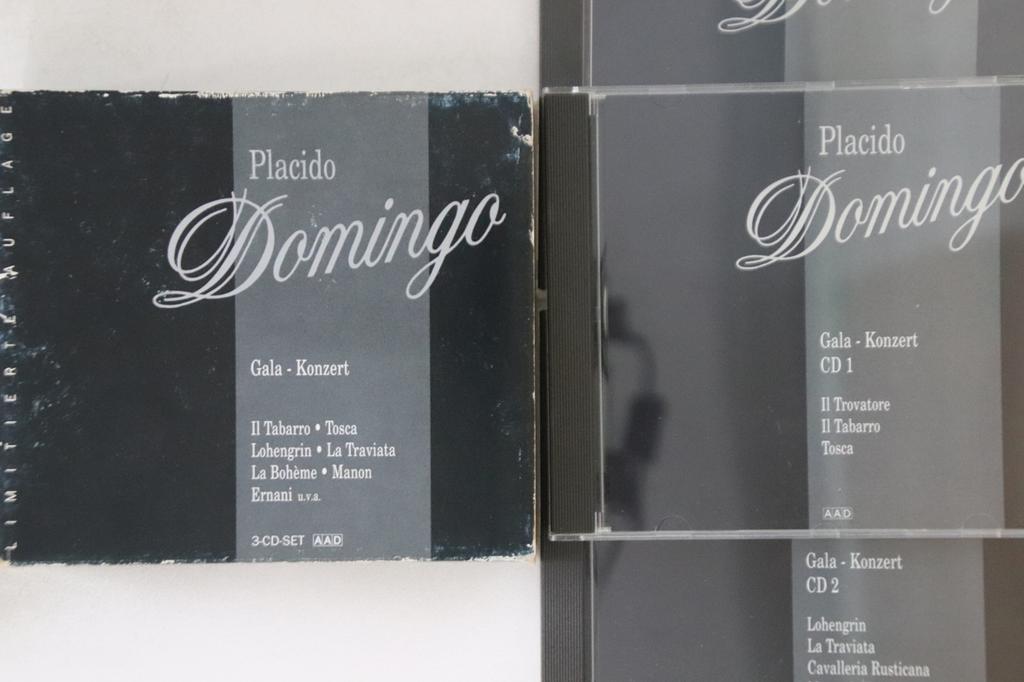 LIMITIERTE AUFLAGE
Placido
Domingo
Gala - Konzert
Il Tabarro • Tosca
Lohengrin • La Traviata
La Bohème • Manon
Ernani u.v.a.
3-CD-SET AAD
Domingo
Placido
Domingo
Gala - Konzert
CD 1
Il Trovatore
Il Tabarro
Tosca
AAD
Gala - Konzert
CD 2
Lohengrin
La Traviata
Cavalleria Rusticana